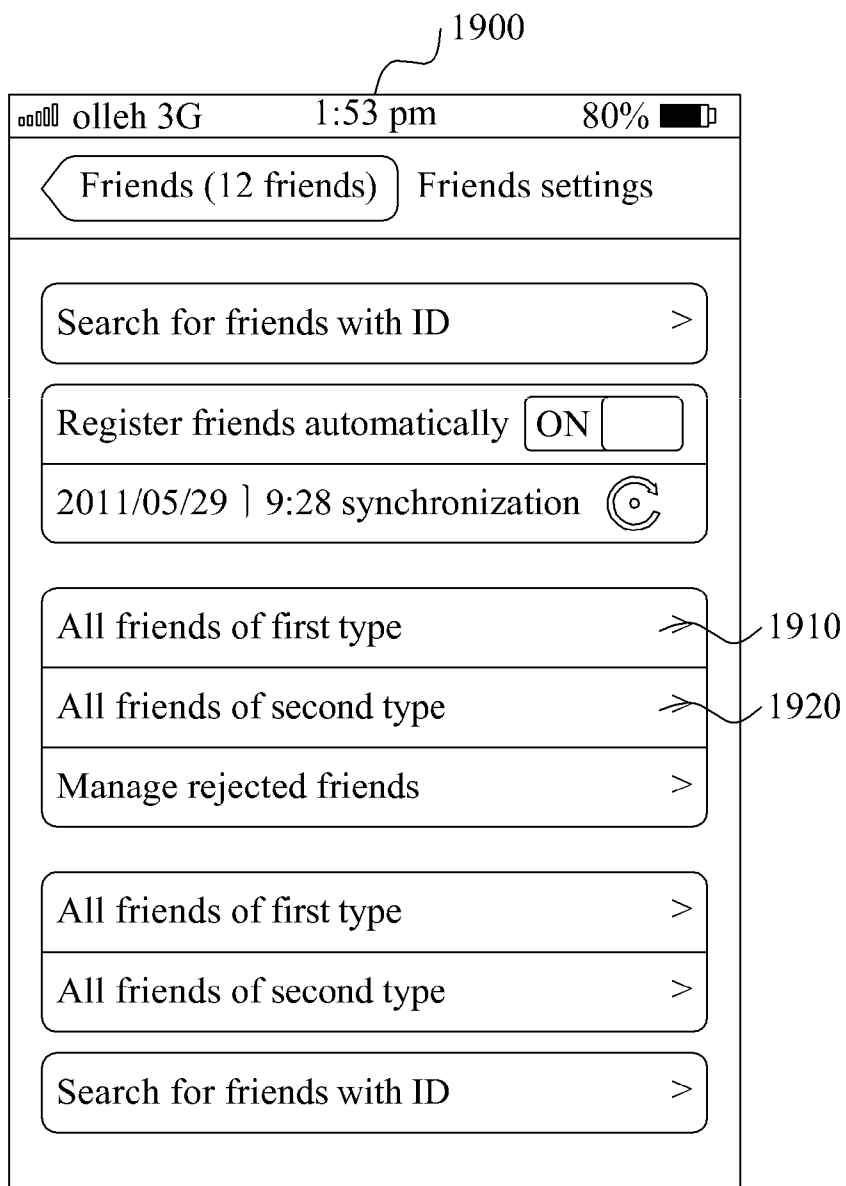 1900
olleh 3G 1:53 pm 80%
Friends (12 friends) Friends settings
Search for friends with ID >
Register friends automatically ON
2011/05/29 9:28 synchronization
All friends of first type > 1910
All friends of second type > 1920
Manage rejected friends >
All friends of first type >
All friends of second type >
Search for friends with ID >